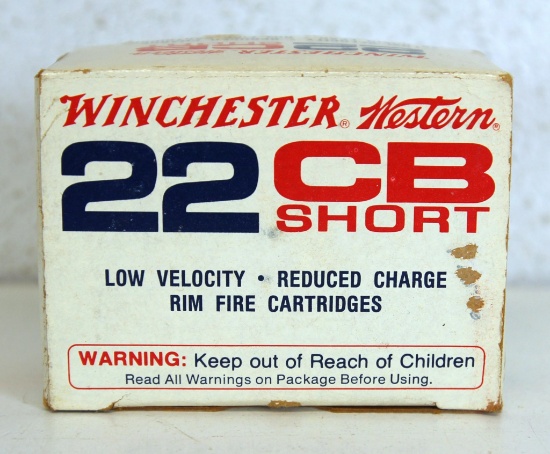 WINCHESTER® Western®
22 CB
SHORT
LOW VELOCITY • REDUCED CHARGE
RIM FIRE CARTRIDGES
WARNING: Keep out of Reach of Children
Read All Warnings on Package Before Using.